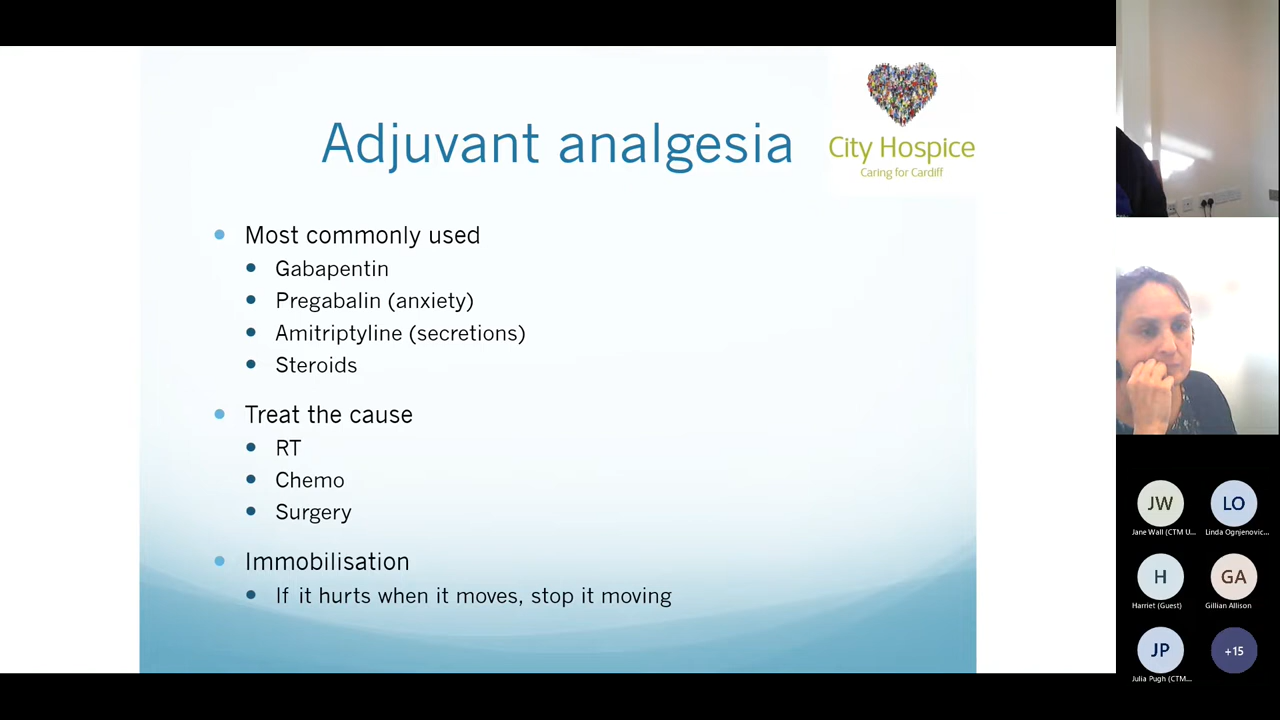 Adjuvant analgesia
City Hospice
Caring for Cardiff
Most commonly used
Gabapentin
Pregabalin (anxiety)
Amitriptyline (secretions)
Steroids
Treat the cause
RT
Chemo
Surgery
Immobilisation
If it hurts when it moves, stop it moving
JW
LO
Jane Wall (CTM U...
Linda Ognjenovic...
H
GA
Harriet (Guest)
Gillian Allison
JP
+15
Julia Pugh (CTM...